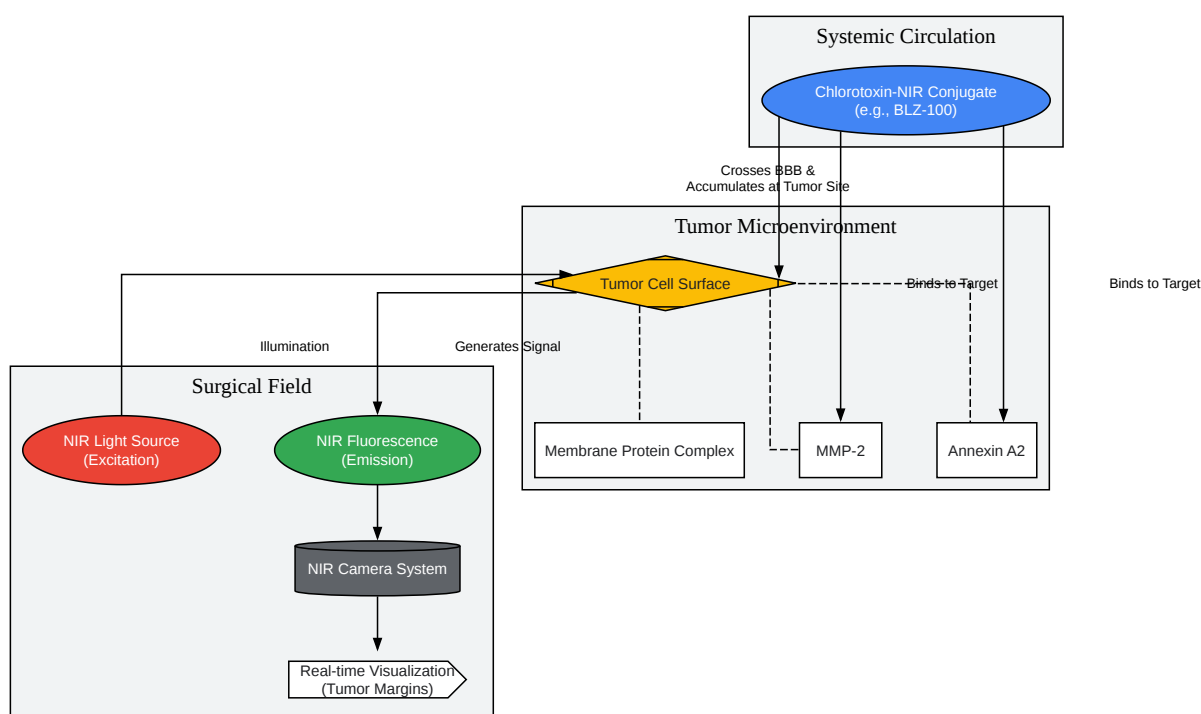 Systemic Circulation
Chlorotoxin-NIR Conjugate
(e.g., BLZ-100)
Crosses BBB &
Accumulates at Tumor Site
Tumor Microenvironment
Tumor Cell Surface
Binds to Target
Binds to Target
Illumination
Generates Signal
Surgical Field
NIR Light Source
(Excitation)
NIR Fluorescence
(Emission)
Membrane Protein Complex
MMP-2
Annexin A2
NIR Camera System
Real-time Visualization
(Tumor Margins)